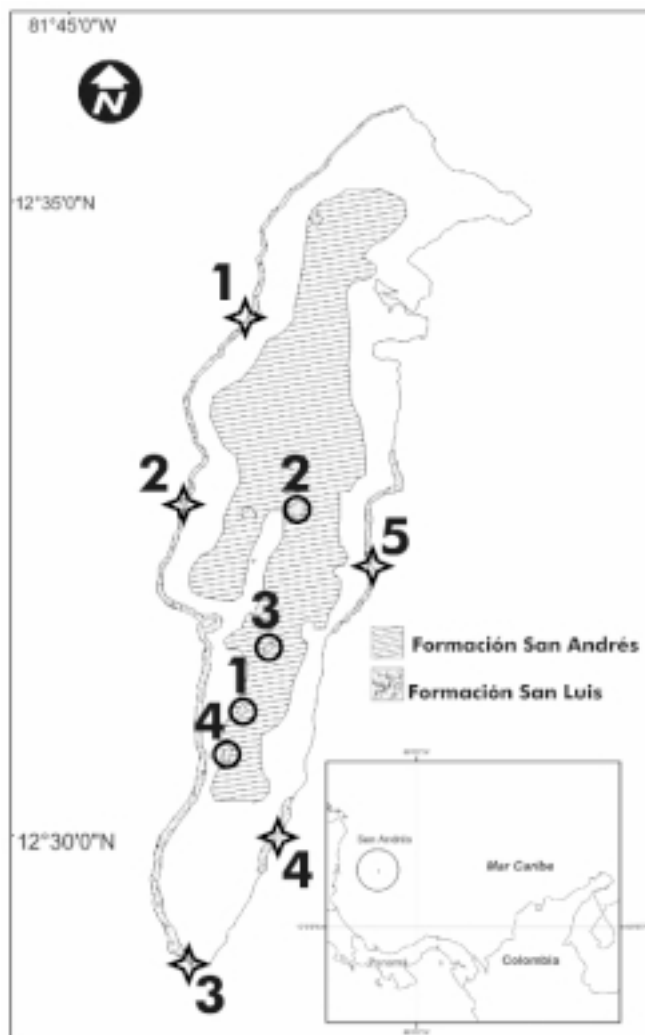 81°45'0"W
N
12°35'0"N
1
2
2
5
3
Formación San Andrés
1
Formación San Luis
4
San Andrés
12°30'0"N
4
Mar Caribe
Panamá
Colombia
3